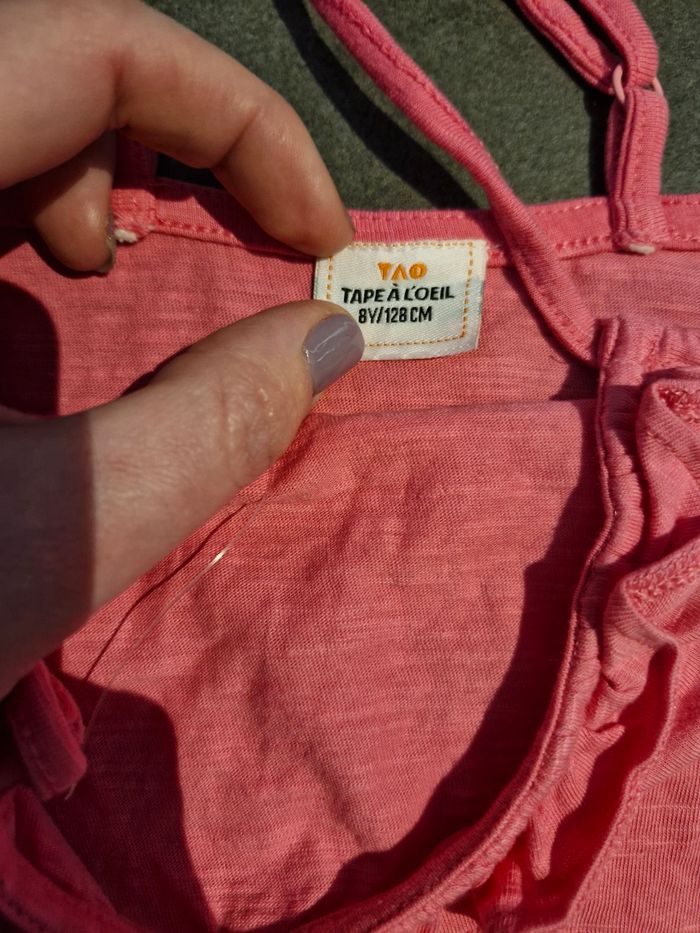 TAO
TAPE À L'OEIL
8Y/128 CM